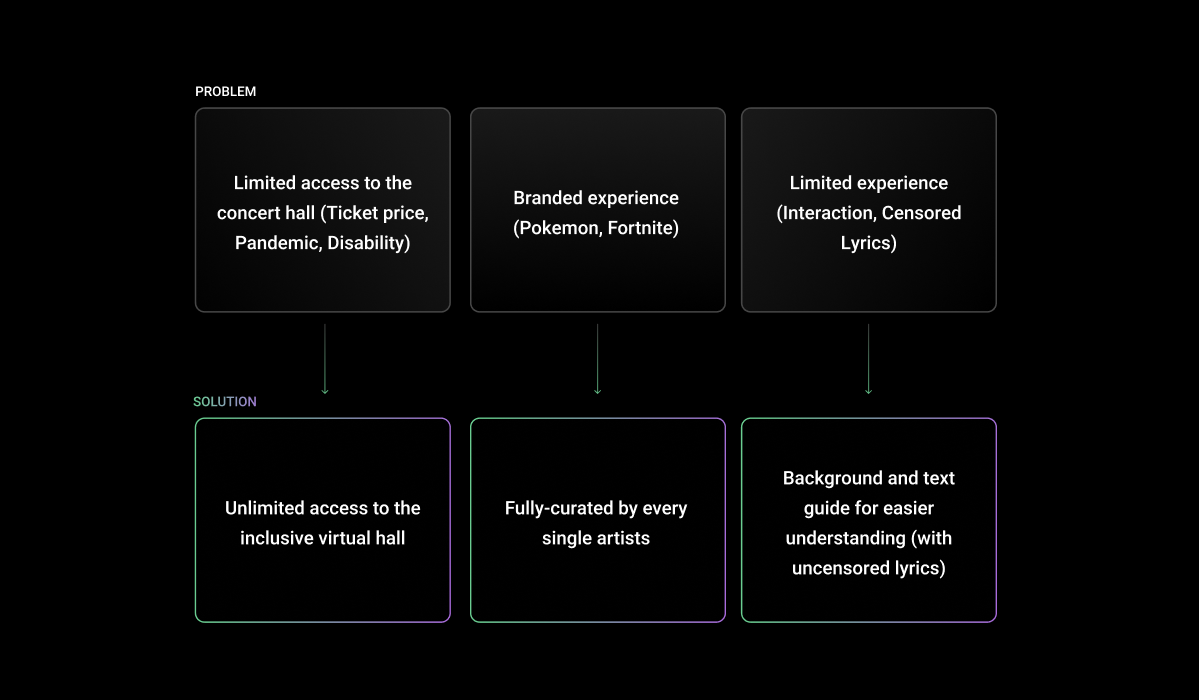 PROBLEM
Limited access to the
concert hall (Ticket price,
Pandemic, Disability)
Branded experience
(Pokemon, Fortnite)
Limited experience
(Interaction, Censored
Lyrics)
SOLUTION
Unlimited access to the
inclusive virtual hall
Fully-curated by every
single artists
Background and text
guide for easier
understanding (with
uncensored lyrics)